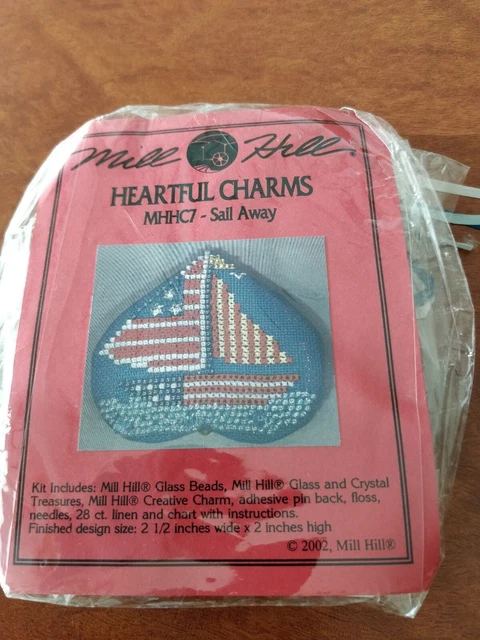 Mill Hill®
HEARTFUL CHARMS
MHHC7 - Sail Away
Kit Includes: Mill Hill® Glass Beads, Mill Hill® Glass and Crystal
Treasures, Mill Hill® Creative Charm, adhesive pin back, floss,
needles, 28 ct. linen and chart with instructions.
Finished design size: 2 1/2 inches wide x 2 inches high
© 2002, Mill Hill®